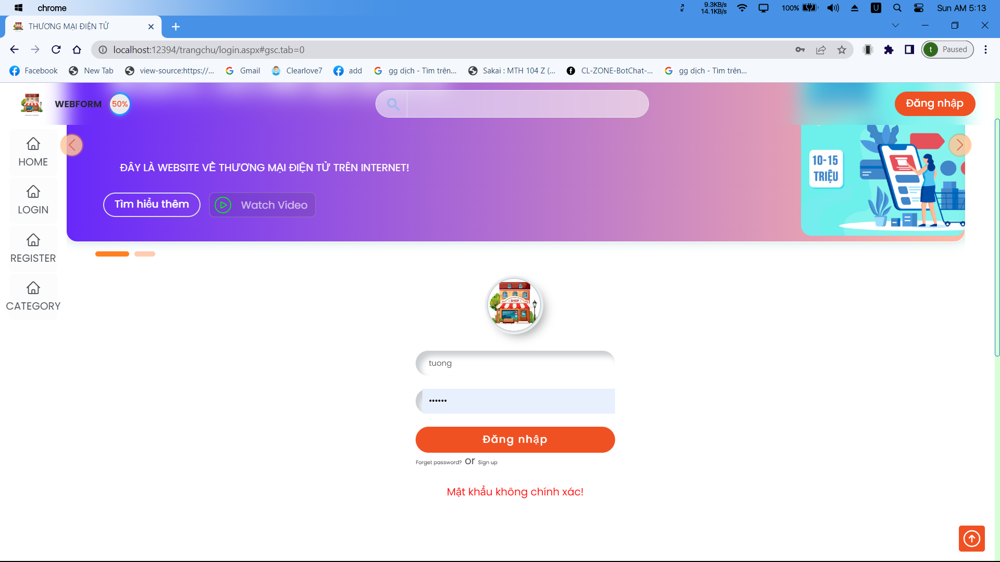 chrome
9.3KB/s
14.1KB/s
100%
U
Sun AM 5:13
THƯƠNG MẠI ĐIỆN TỬ
localhost:12394/trangchu/login.aspx#gsc.tab=0
t Paused
Facebook
New Tab
view-source:https://...
Gmail
Clearlove7
add
gg dịch - Tìm trên...
Sakai : MTH 104 Z (...
CL-ZONE-BotChat-...
gg dịch - Tìm trên...
WEBFORM
50%
Đăng nhập
HOME
LOGIN
REGISTER
CATEGORY
ĐÂY LÀ WEBSITE VỀ THƯƠNG MẠI ĐIỆN TỬ TRÊN INTERNET!
Tìm hiểu thêm
Watch Video
10-15
TRIỆU
SHOP
tuong
••••••
Đăng nhập
Forget password? or Sign up
Mật khẩu không chính xác!